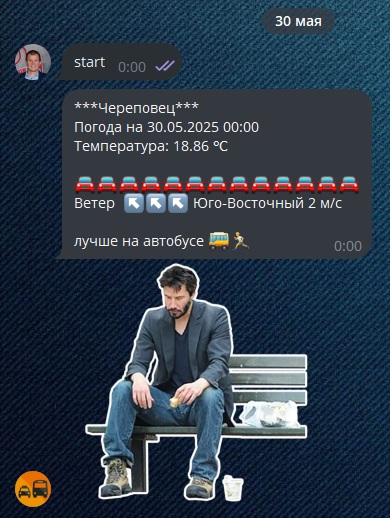 30 мая
start 0:00
***Череповец***
Погода на 30.05.2025 00:00
Температура: 18.86 ℃
Ветер ↖️↖️↖️ Юго-Восточный 2 м/с
лучше на автобусе 🚌🏃 0:00